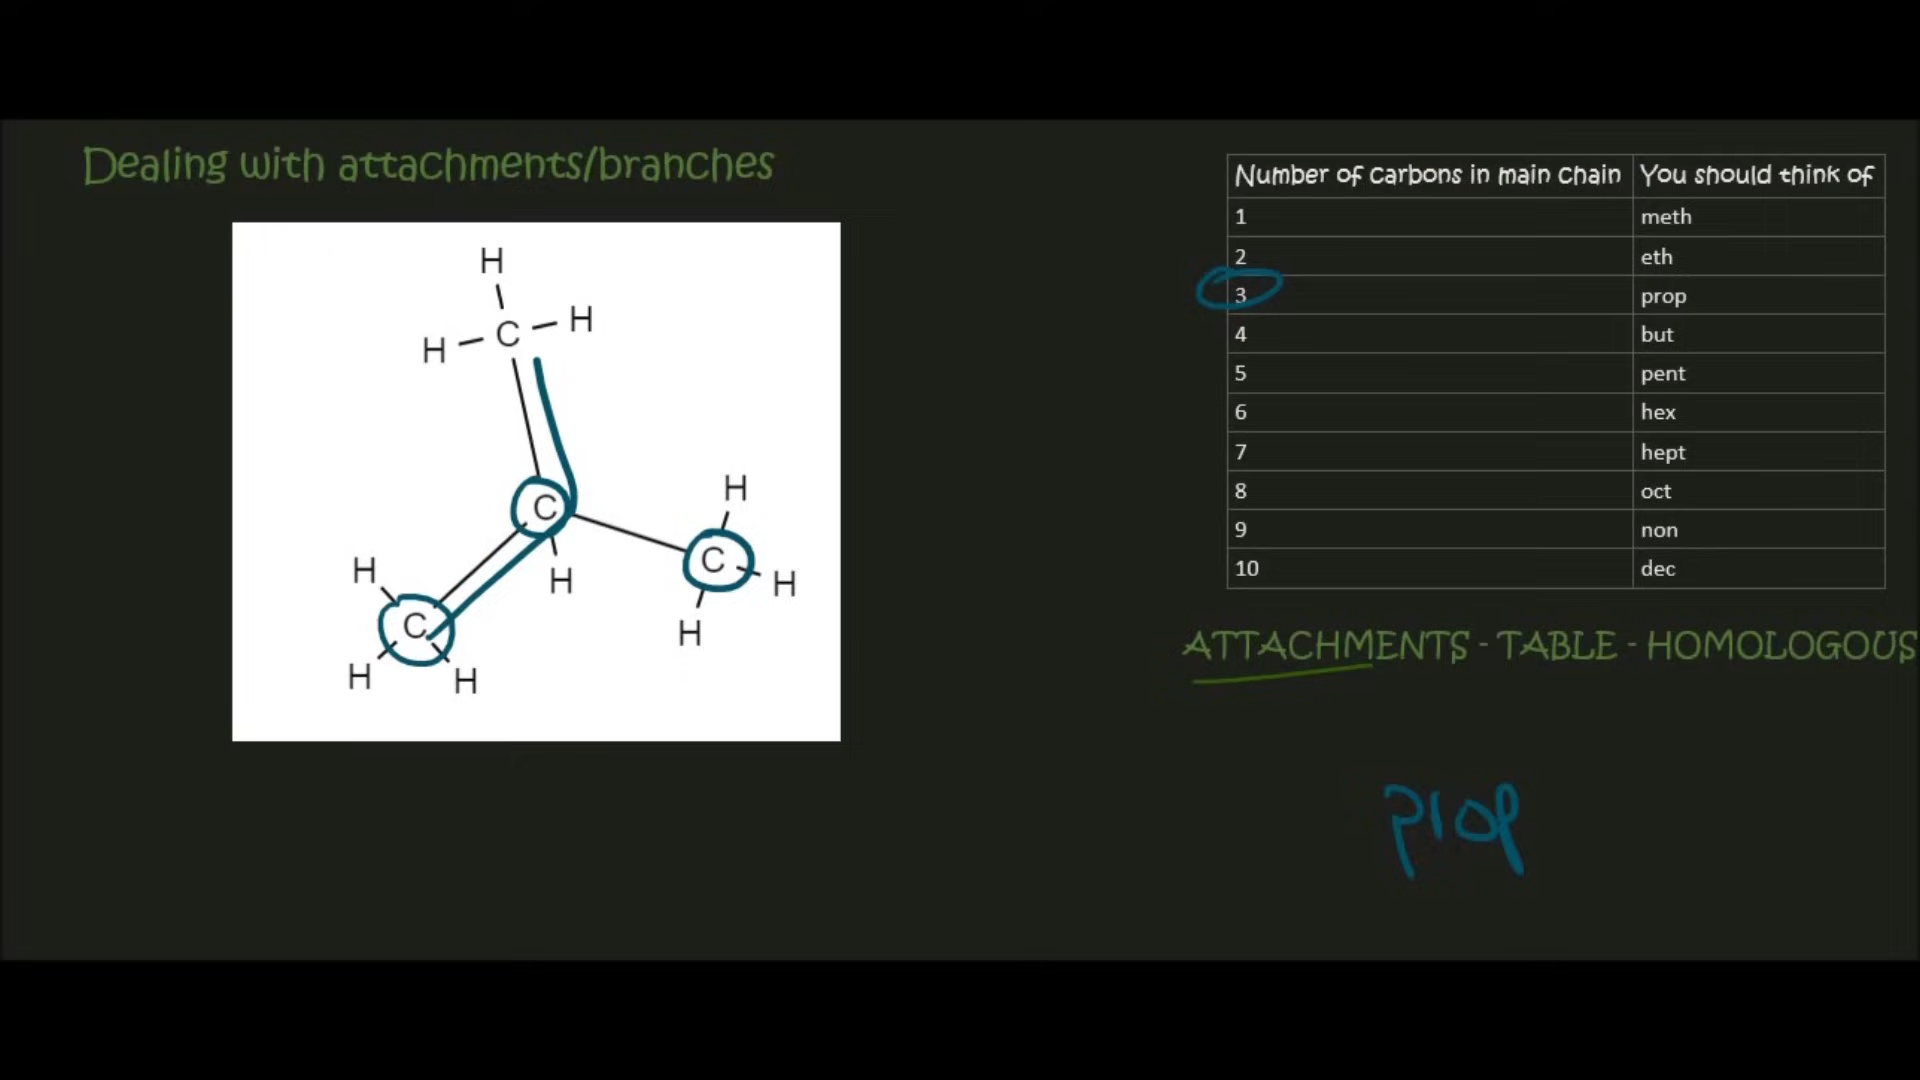 Dealing with attachments/branches
H
H C H
C
H
H
C H
H
H
C
H H
Number of carbons in main chain You should think of
1 meth
2 eth
3 prop
4 but
5 pent
6 hex
7 hept
8 oct
9 non
10 dec
ATTACHMENTS - TABLE - HOMOLOGOUS
prop